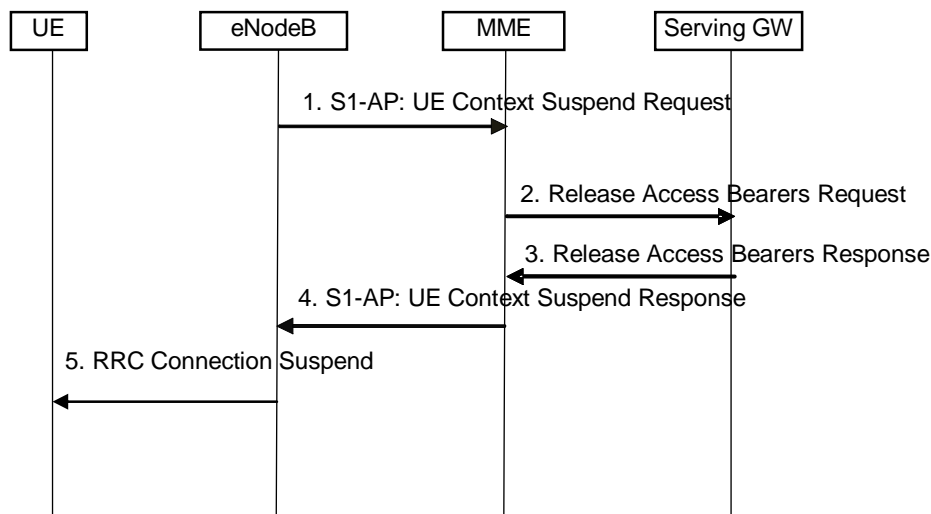 UE
eNodeB
MME
Serving GW
1. S1-AP: UE Context Suspend Request
2. Release Access Bearers Request
3. Release Access Bearers Response
4. S1-AP: UE Context Suspend Response
5. RRC Connection Suspend